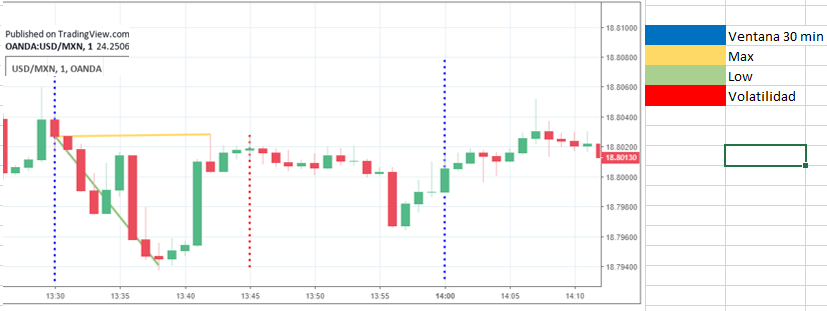 Published on TradingView.com
OANDA:USD/MXN, 1 24.2506
USD/MXN, 1, OANDA
18.81000
18.80800
18.80600
18.80400
18.80200
18.80130
18.80000
18.79800
18.79600
18.79400
13:30
13:35
13:40
13:45
13:50
13:55
14:00
14:05
14:10
Ventana 30 min
Max
Low
Volatilidad